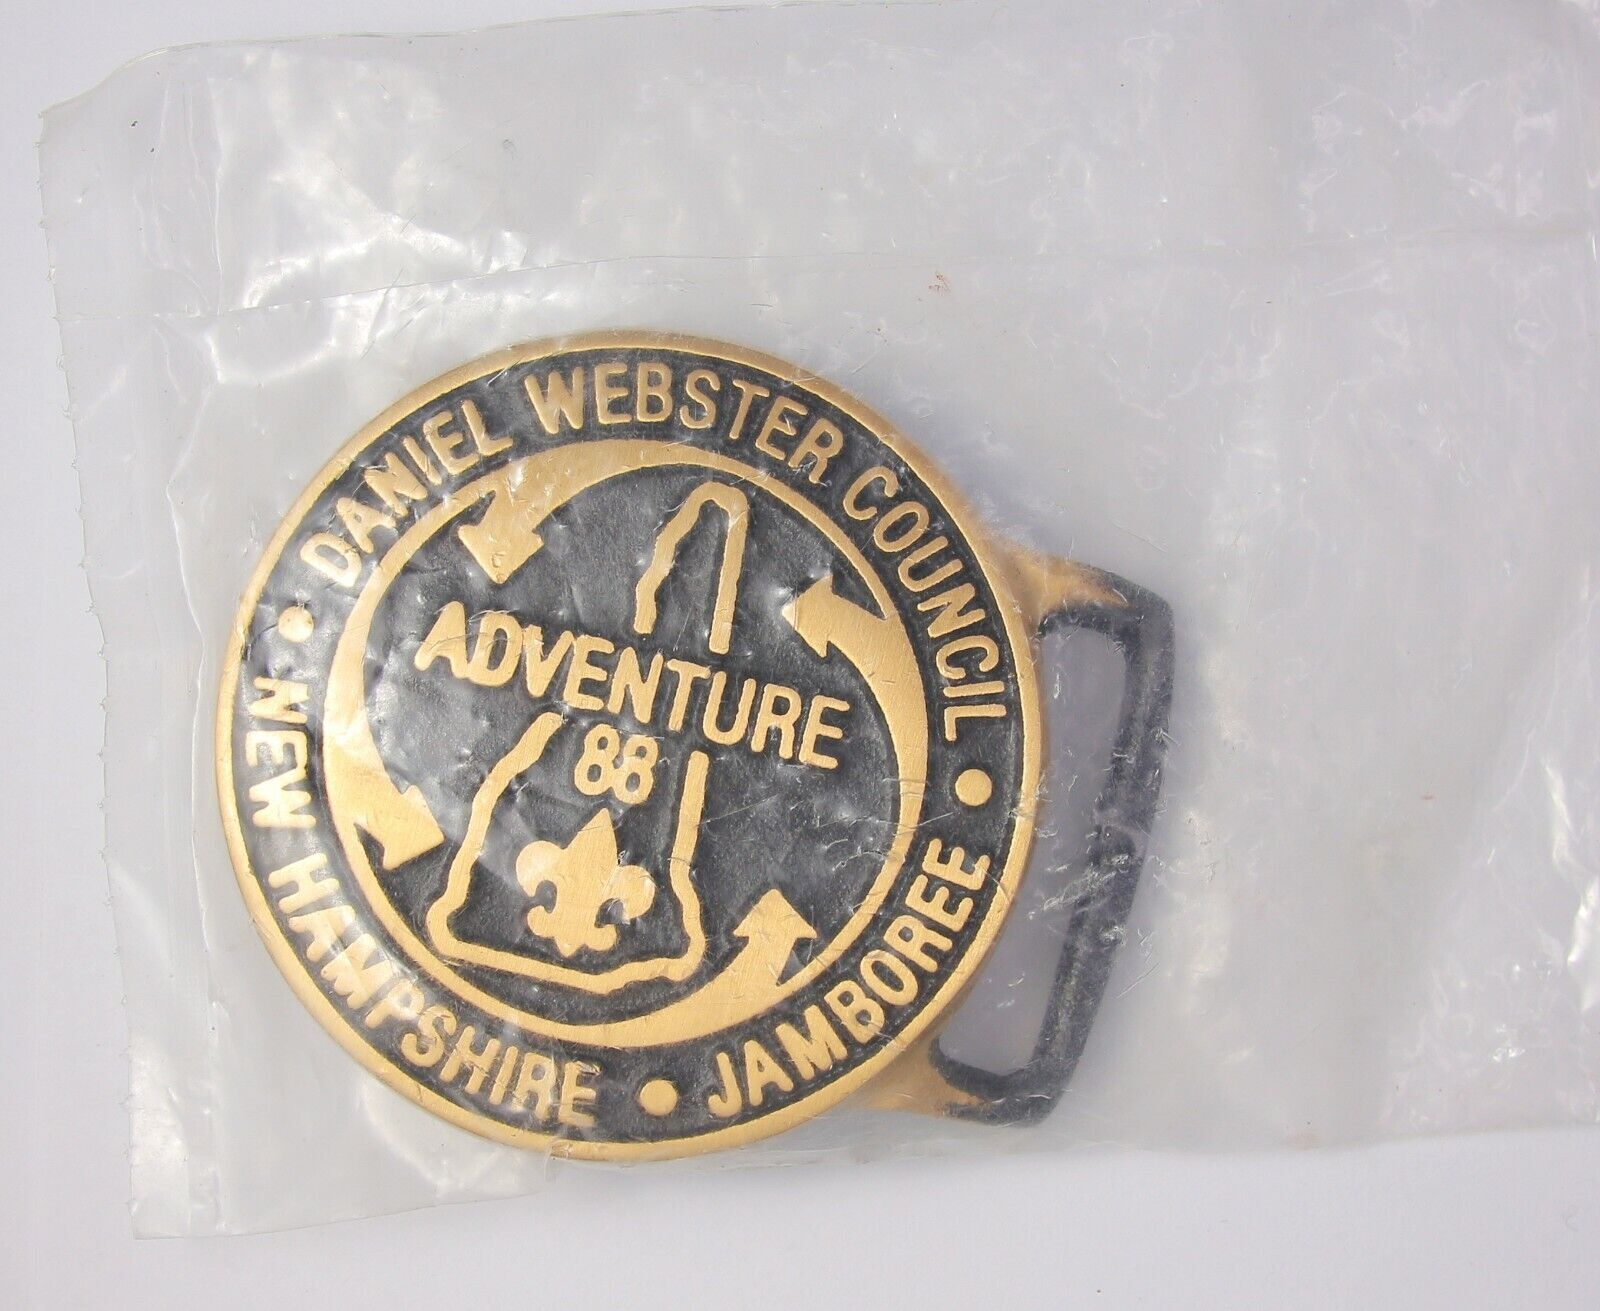 DANIEL WEBSTER COUNCIL
ADVENTURE
88
NEW HAMPSHIRE • JAMBOREE